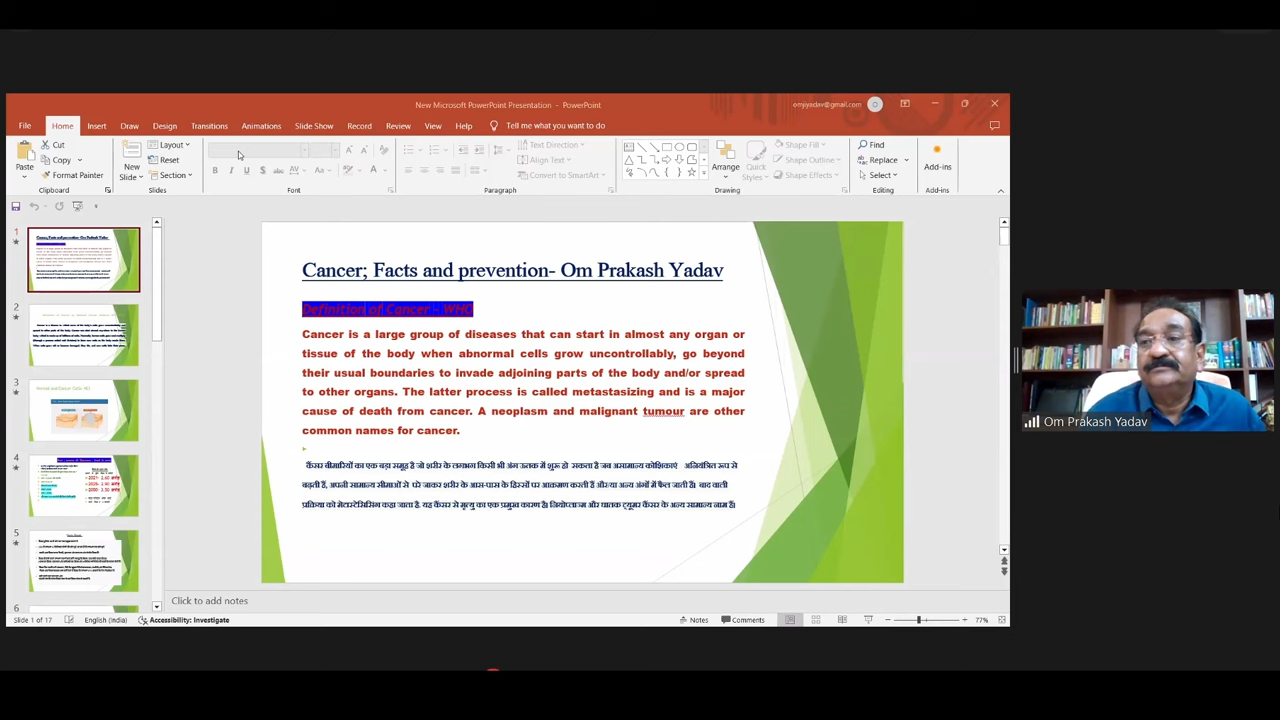 New Microsoft PowerPoint Presentation - PowerPoint
omjiyadav@gmail.com
File Home Insert Draw Design Transitions Animations Slide Show Record Review View Help Tell me what you want to do
Paste Cut Copy Format Painter
Clipboard
New Slide Layout Reset Section
Slides
Font
Text Direction Align Text Convert to SmartArt
Paragraph
Arrange Quick Styles Shape Fill Shape Outline Shape Effects
Drawing
Find Replace Select
Editing
Add-ins
Add-ins
1
2
3
4
5
6
Cancer; Facts and prevention- Om Prakash Yadav
Definition of Cancer – WHO
Cancer is a large group of diseases that can start in almost any organ or
tissue of the body when abnormal cells grow uncontrollably, go beyond
their usual boundaries to invade adjoining parts of the body and/or spread
to other organs. The latter process is called metastasizing and is a major
cause of death from cancer. A neoplasm and malignant tumour are other
common names for cancer.
कैंसर बीमारियों का एक बड़ा समूह है जो शरीर के लगभग किसी भी अंग/ऊतक में शुरू हो सकता है जब असामान्य कोशिकाएं अनियंत्रित रूप से
बढ़ती हैं, अपनी सामान्य सीमाओं से परे जाकर शरीर के आस-पास के हिस्सों पर आक्रमण करती हैं और/या अन्य अंगों में फैल जाती हैं। बाद वाली
प्रक्रिया को मेटास्टेसिसिंग कहा जाता है. यह कैंसर से मृत्यु का एक प्रमुख कारण है। नियोप्लाज्म और घातक ट्यूमर कैंसर के अन्य सामान्य नाम हैं।
Click to add notes
Slide 1 of 17 English (India) Accessibility: Investigate Notes Comments 77%
Om Prakash Yadav